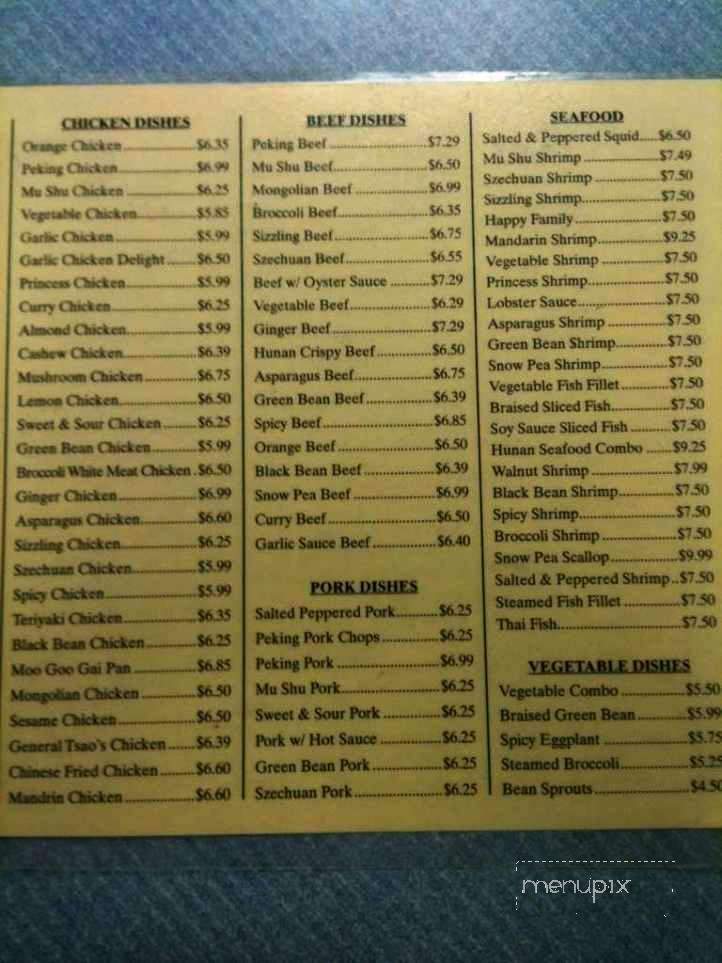 CHICKEN DISHES
Orange Chicken $6.35
Peking Chicken $6.99
Mu Shu Chicken $6.25
Vegetable Chicken $5.85
Garlic Chicken $5.99
Garlic Chicken Delight $6.50
Princess Chicken $5.99
Curry Chicken $6.25
Almond Chicken $5.99
Cashew Chicken $6.39
Mushroom Chicken $6.75
Lemon Chicken $6.50
Sweet & Sour Chicken $6.25
Green Bean Chicken $5.99
Broccoli White Meat Chicken $6.50
Ginger Chicken $6.99
Asparagus Chicken $6.60
Sizzling Chicken $6.25
Szechuan Chicken $5.99
Spicy Chicken $5.99
Teriyaki Chicken $6.35
Black Bean Chicken $6.25
Moo Goo Gai Pan $6.85
Mongolian Chicken $6.50
Sesame Chicken $6.50
General Tsao's Chicken $6.39
Chinese Fried Chicken $6.60
Mandrin Chicken $6.60
BEEF DISHES
Peking Beef $7.29
Mu Shu Beef $6.50
Mongolian Beef $6.99
Broccoli Beef $6.35
Sizzling Beef $6.75
Szechuan Beef $6.55
Beef w/ Oyster Sauce $7.29
Vegetable Beef $6.29
Ginger Beef $7.29
Hunan Crispy Beef $6.50
Asparagus Beef $6.75
Green Bean Beef $6.39
Spicy Beef $6.85
Orange Beef $6.50
Black Bean Beef $6.39
Snow Pea Beef $6.99
Curry Beef $6.50
Garlic Sauce Beef $6.40
PORK DISHES
Salted Peppered Pork $6.25
Peking Pork Chops $6.25
Peking Pork $6.99
Mu Shu Pork $6.25
Sweet & Sour Pork $6.25
Pork w/ Hot Sauce $6.25
Green Bean Pork $6.25
Szechuan Pork $6.25
SEAFOOD
Salted & Peppered Squid $6.50
Mu Shu Shrimp $7.49
Szechuan Shrimp $7.50
Sizzling Shrimp $7.50
Happy Family $7.50
Mandarin Shrimp $9.25
Vegetable Shrimp $7.50
Princess Shrimp $7.50
Lobster Sauce $7.50
Asparagus Shrimp $7.50
Green Bean Shrimp $7.50
Snow Pea Shrimp $7.50
Vegetable Fish Fillet $7.50
Braised Sliced Fish $7.50
Soy Sauce Sliced Fish $7.50
Hunan Seafood Combo $9.25
Walnut Shrimp $7.99
Black Bean Shrimp $7.50
Spicy Shrimp $7.50
Broccoli Shrimp $7.50
Snow Pea Scallop $9.99
Salted & Peppered Shrimp $7.50
Steamed Fish Fillet $7.50
Thai Fish $7.50
VEGETABLE DISHES
Vegetable Combo $5.50
Braised Green Bean $5.99
Spicy Eggplant $5.75
Steamed Broccoli $5.25
Bean Sprouts $4.50
menupix